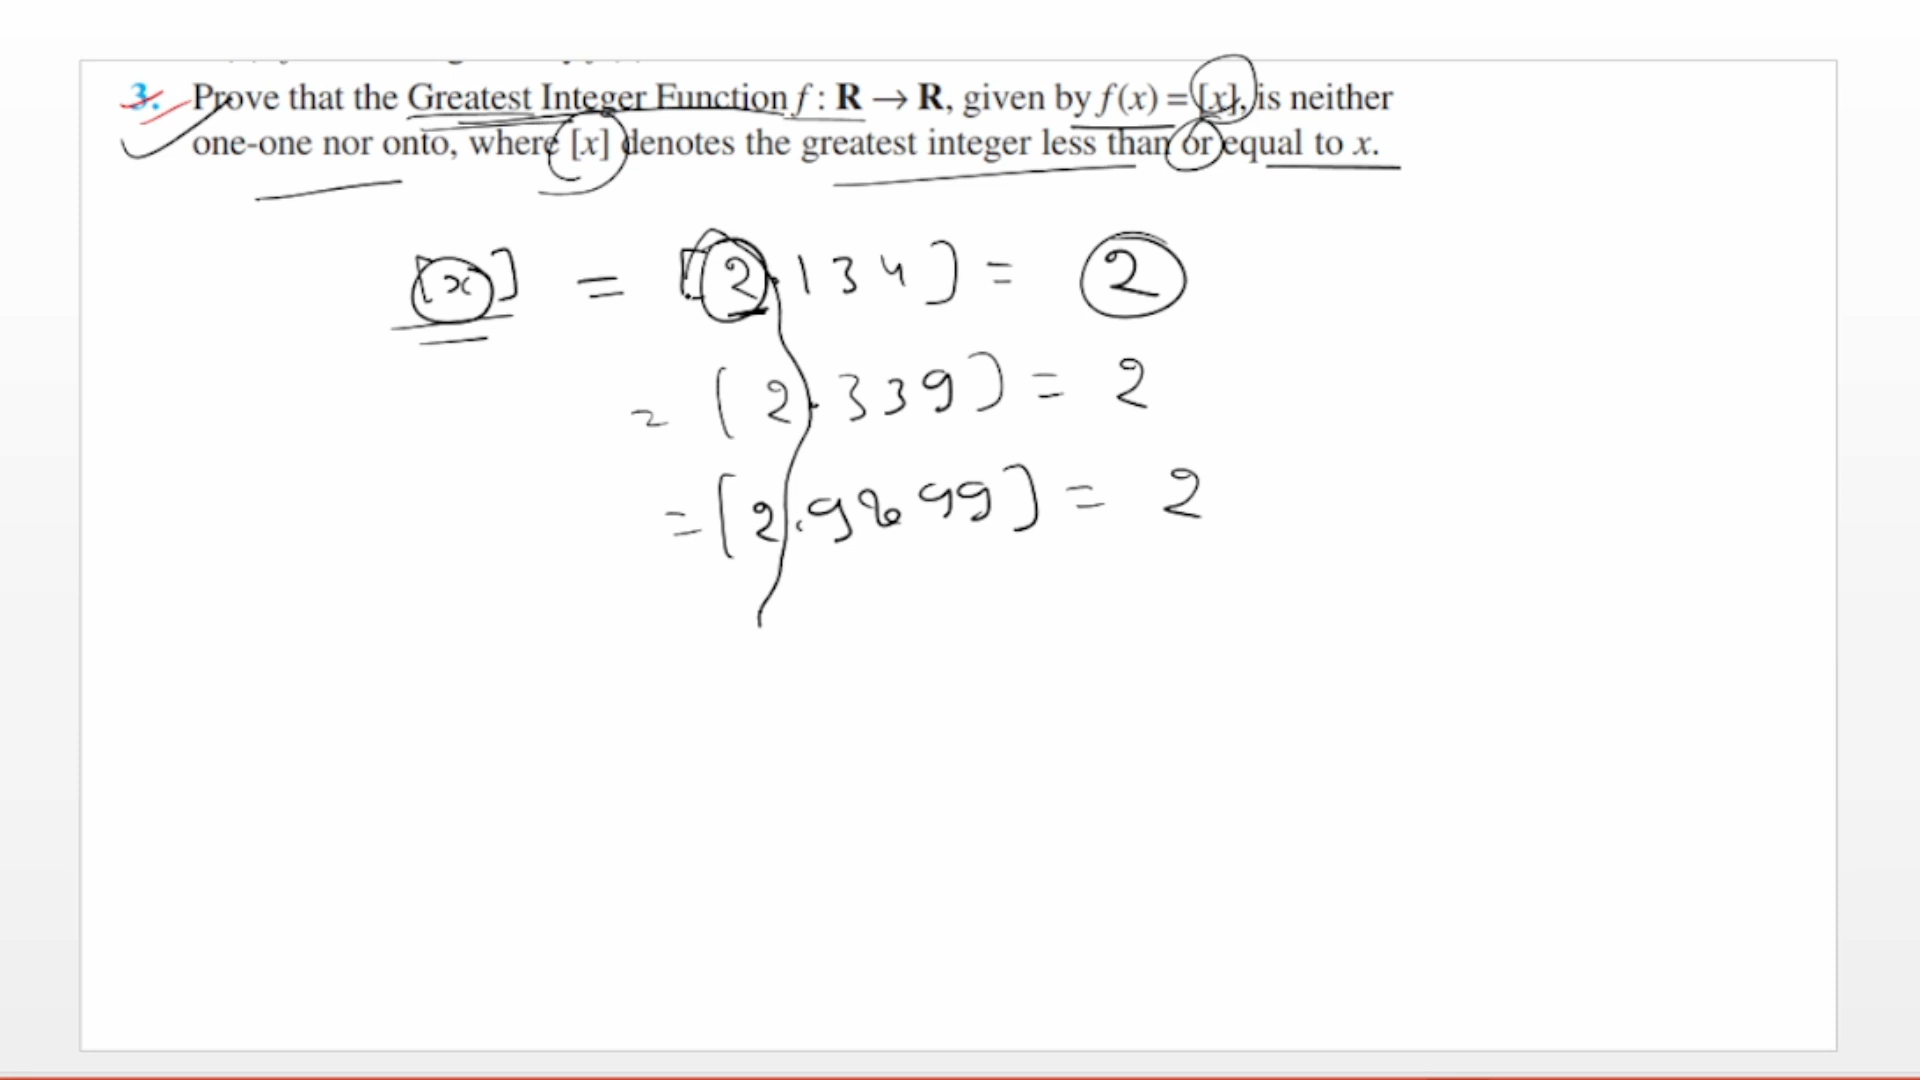 3. Prove that the Greatest Integer Function f : R → R, given by f(x) = [x], is neither
one-one nor onto, where [x] denotes the greatest integer less than or equal to x.
[x] = [2.134] = 2
= [2.339] = 2
= [2.9899] = 2